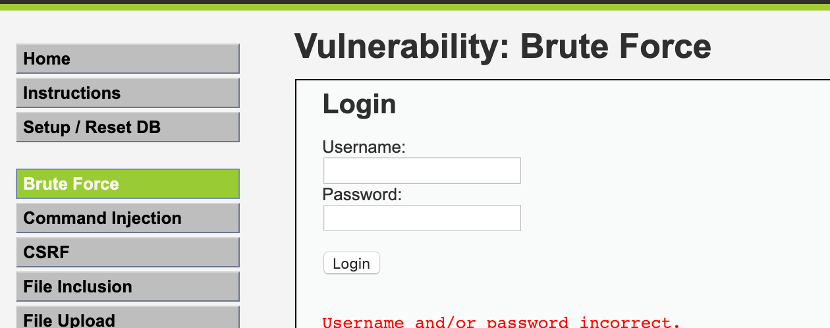 Home
Instructions
Setup / Reset DB
Brute Force
Command Injection
CSRF
File Inclusion
File Upload
Vulnerability: Brute Force
Login
Username:
Password:
Login
Username and/or password incorrect.